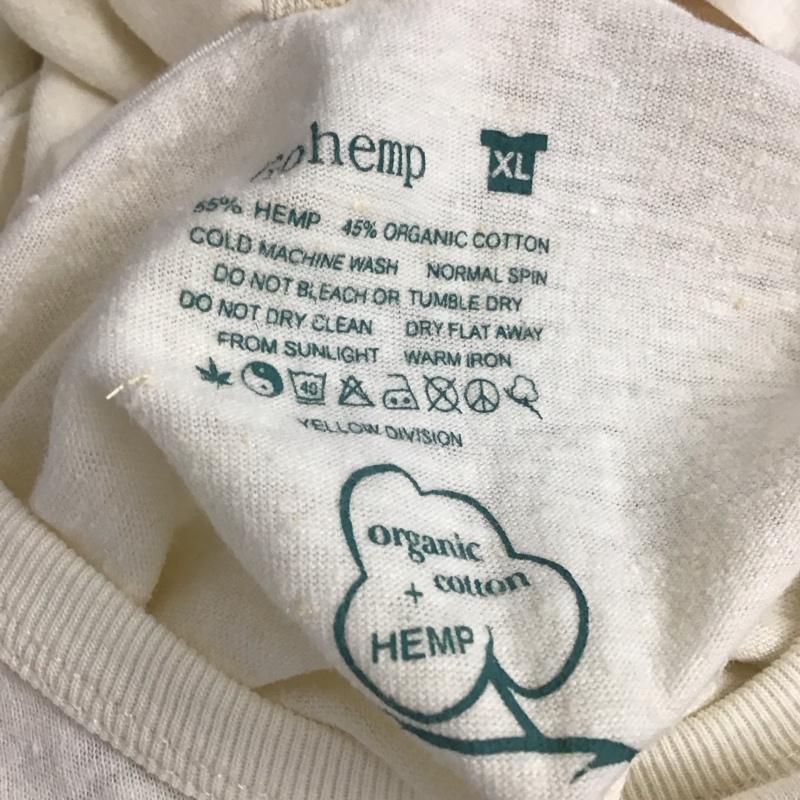 hemp XL
55% HEMP 45% ORGANIC COTTON
COLD MACHINE WASH NORMAL SPIN
DO NOT BLEACH OR TUMBLE DRY
DO NOT DRY CLEAN DRY FLAT AWAY
FROM SUNLIGHT WARM IRON
40
YELLOW DIVISION
organic
+ cotton
HEMP